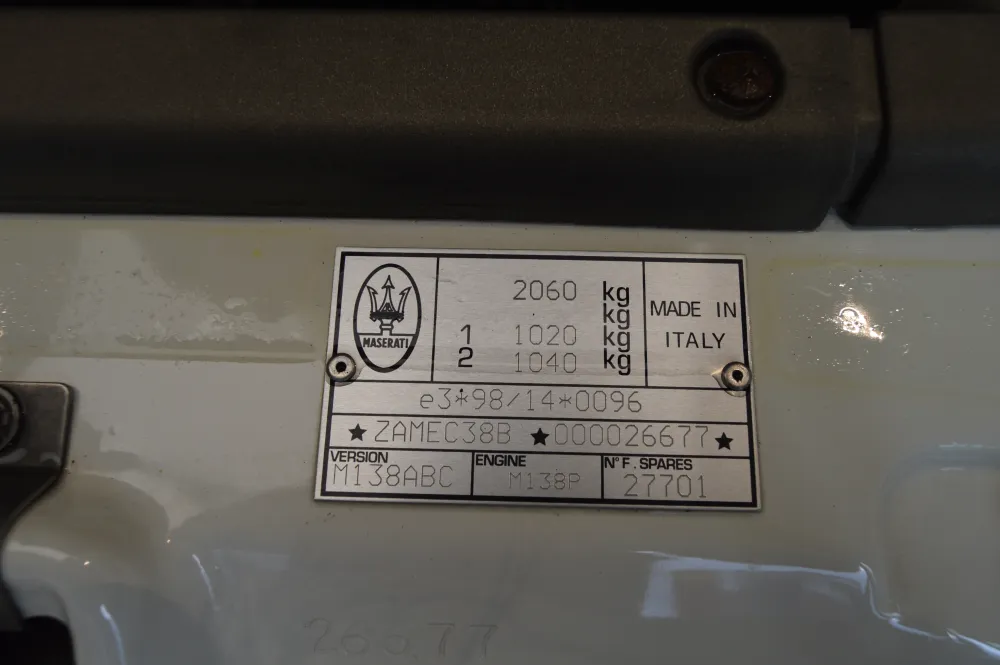 MASERATI
2060 kg
kg
1 1020 kg
2 1040 kg
MADE IN
ITALY
e3*98/14*0096
★ZAMEC38B ★000026677★
VERSION
M138ABC
ENGINE
M138P
N° F. SPARES
27701
26677